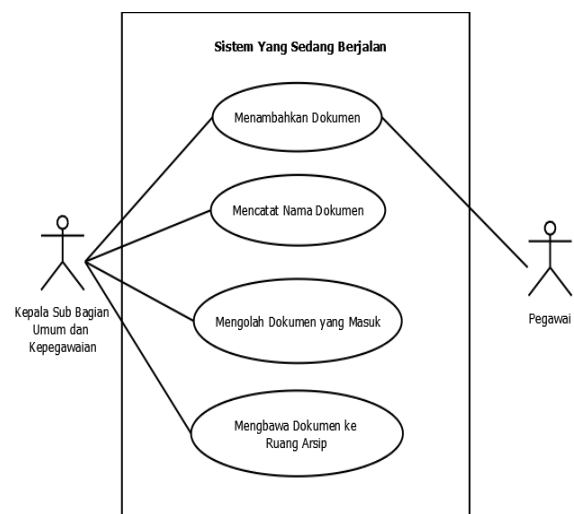 Sistem Yang Sedang Berjalan
Menambahkan Dokumen
Mencatat Nama Dokumen
Kepala Sub Bagian
Umum dan
Kepegawaian
Mengolah Dokumen yang Masuk
Pegawai
Mengbawa Dokumen ke
Ruang Arsip